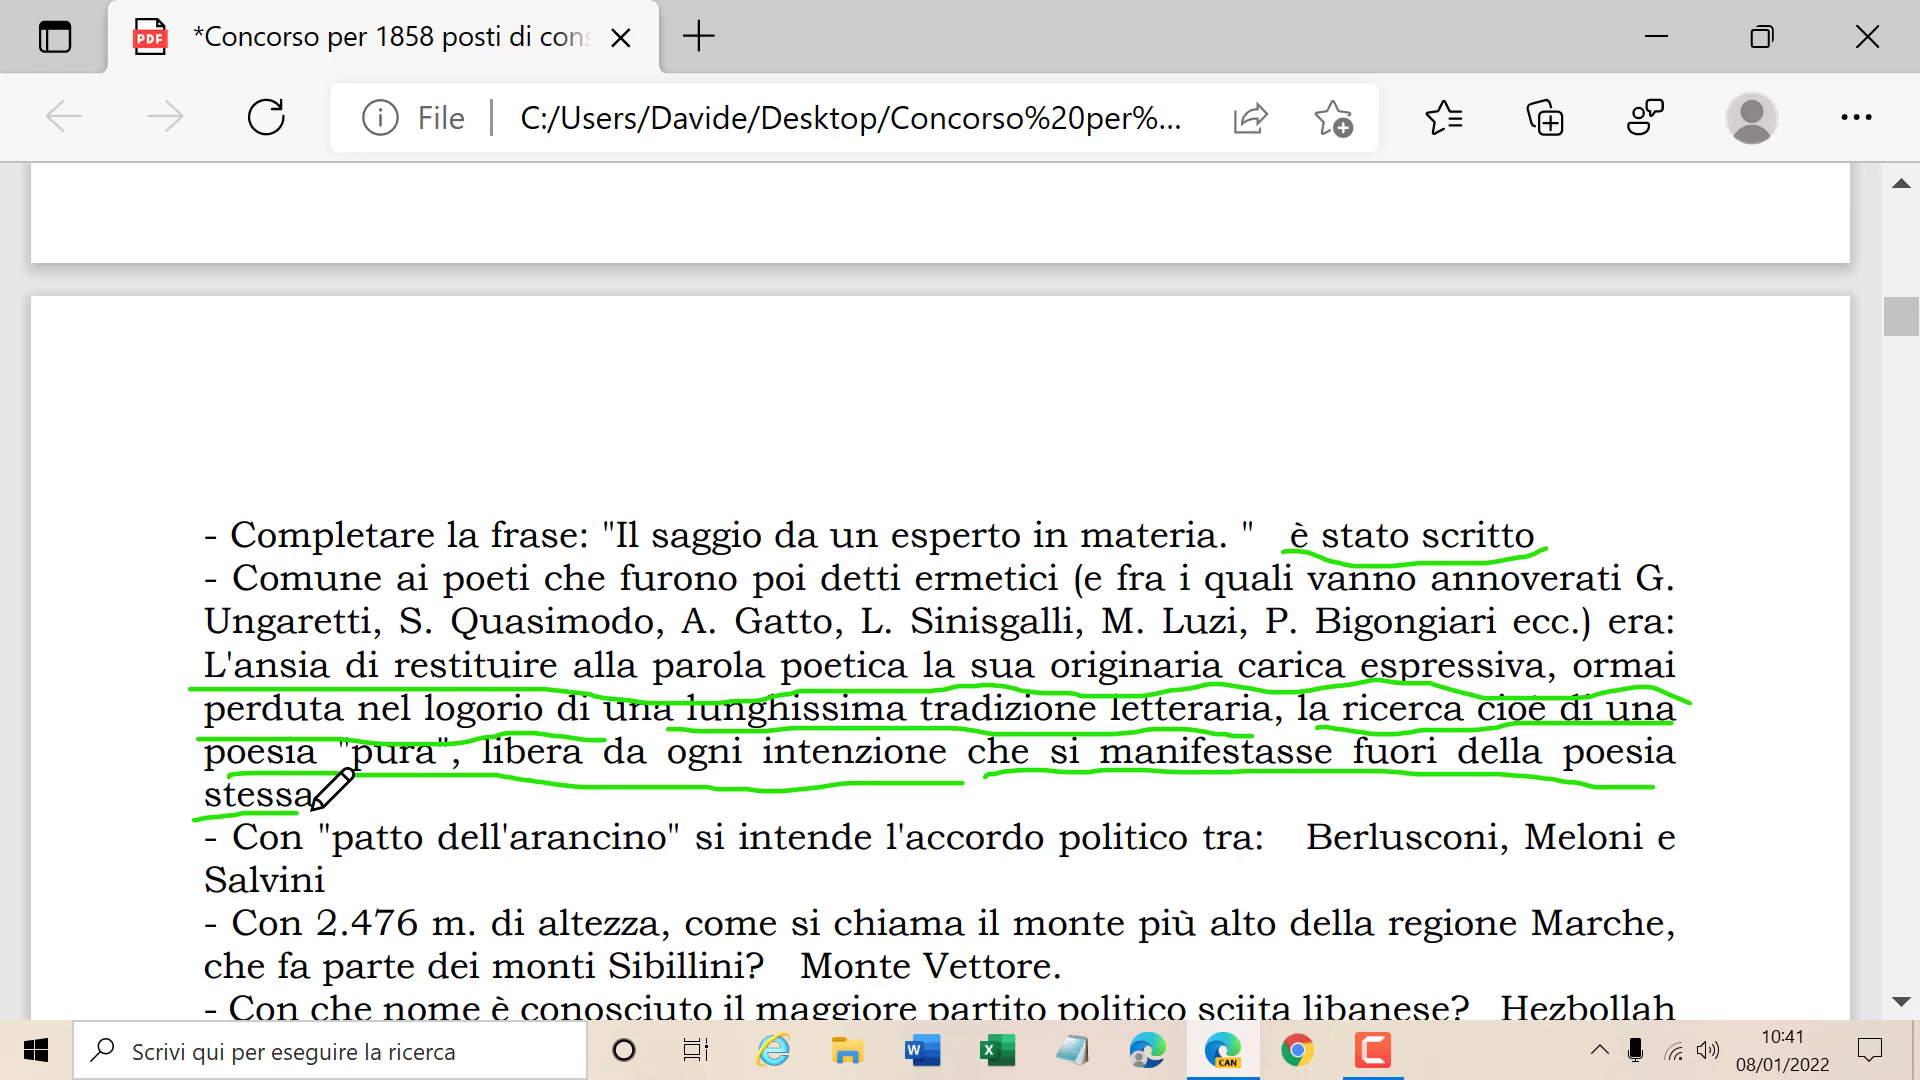 PDF
*Concorso per 1858 posti di cons
File
C:/Users/Davide/Desktop/Concorso%20per%...
- Completare la frase: "Il saggio da un esperto in materia. " è stato scritto
- Comune ai poeti che furono poi detti ermetici (e fra i quali vanno annoverati G.
Ungaretti, S. Quasimodo, A. Gatto, L. Sinisgalli, M. Luzi, P. Bigongiari ecc.) era:
L'ansia di restituire alla parola poetica la sua originaria carica espressiva, ormai
perduta nel logorio di una lunghissima tradizione letteraria, la ricerca cioè di una
poesia "pura", libera da ogni intenzione che si manifestasse fuori della poesia
stessa
- Con "patto dell'arancino" si intende l'accordo politico tra: Berlusconi, Meloni e
Salvini
- Con 2.476 m. di altezza, come si chiama il monte più alto della regione Marche,
che fa parte dei monti Sibillini? Monte Vettore.
- Con che nome è conosciuto il maggiore partito politico sciita libanese? Hezbollah
Scrivi qui per eseguire la ricerca
W
X
CAN
10:41
08/01/2022